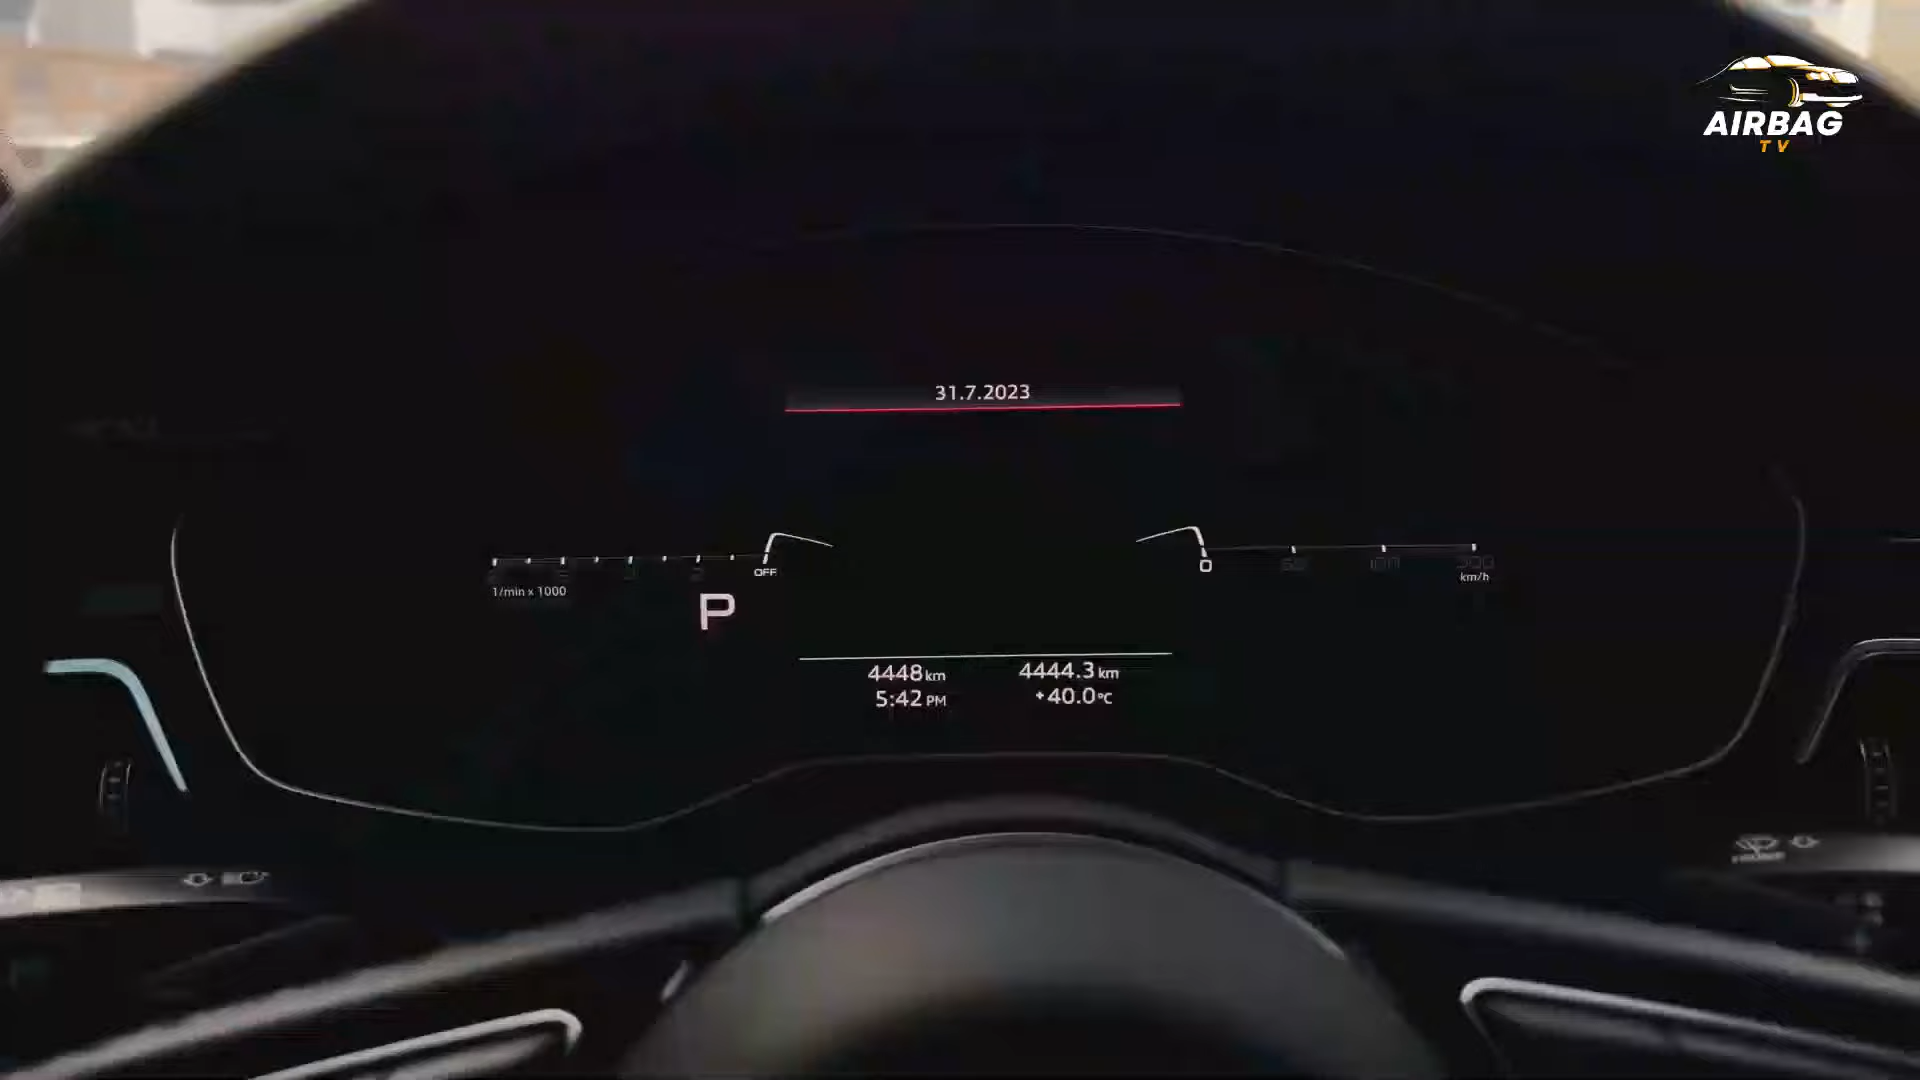 AIRBAG
TV
31.7.2023
OFF
0
km/h
1/min x 1000
P
4448 km
4444.3 km
5:42 PM
+40.0°C